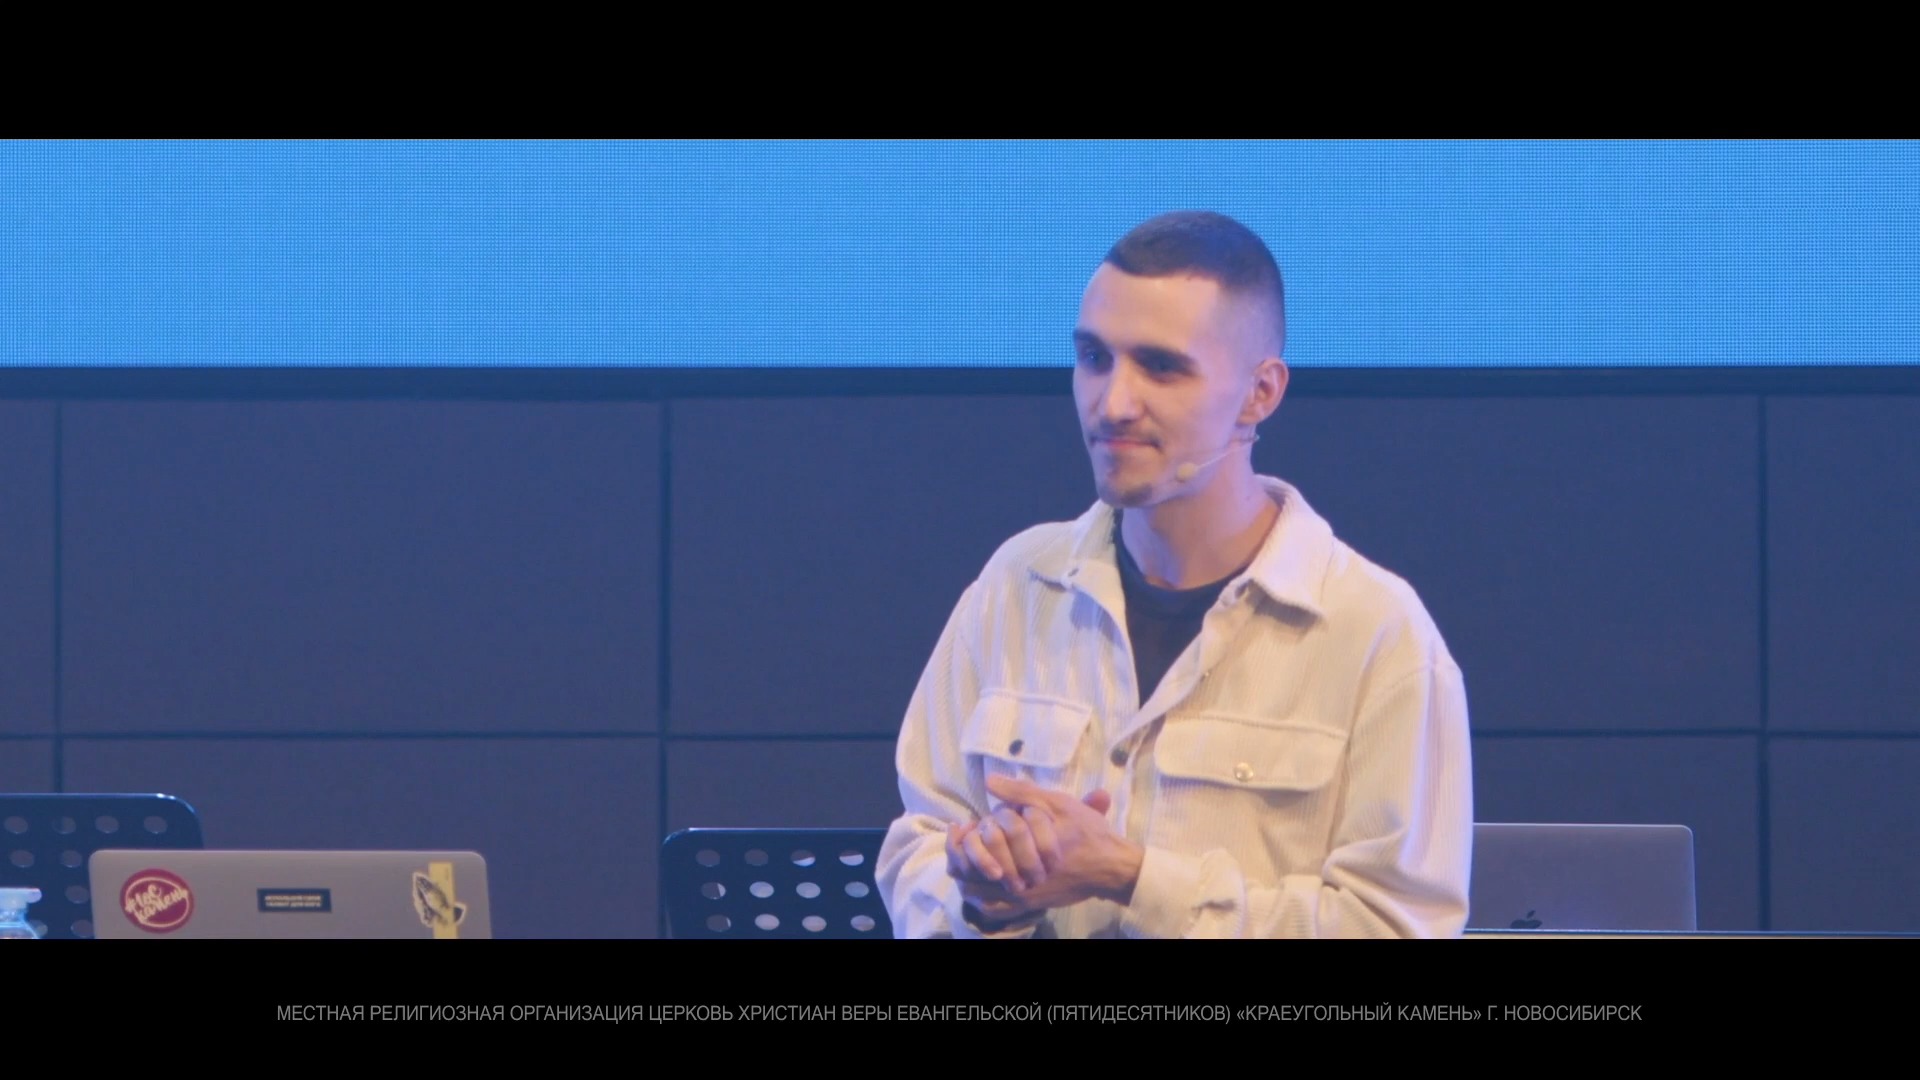 МЕСТНАЯ РЕЛИГИОЗНАЯ ОРГАНИЗАЦИЯ ЦЕРКОВЬ ХРИСТИАН ВЕРЫ ЕВАНГЕЛЬСКОЙ (ПЯТИДЕСЯТНИКОВ) «КРАЕУГОЛЬНЫЙ КАМЕНЬ» Г. НОВОСИБИРСК